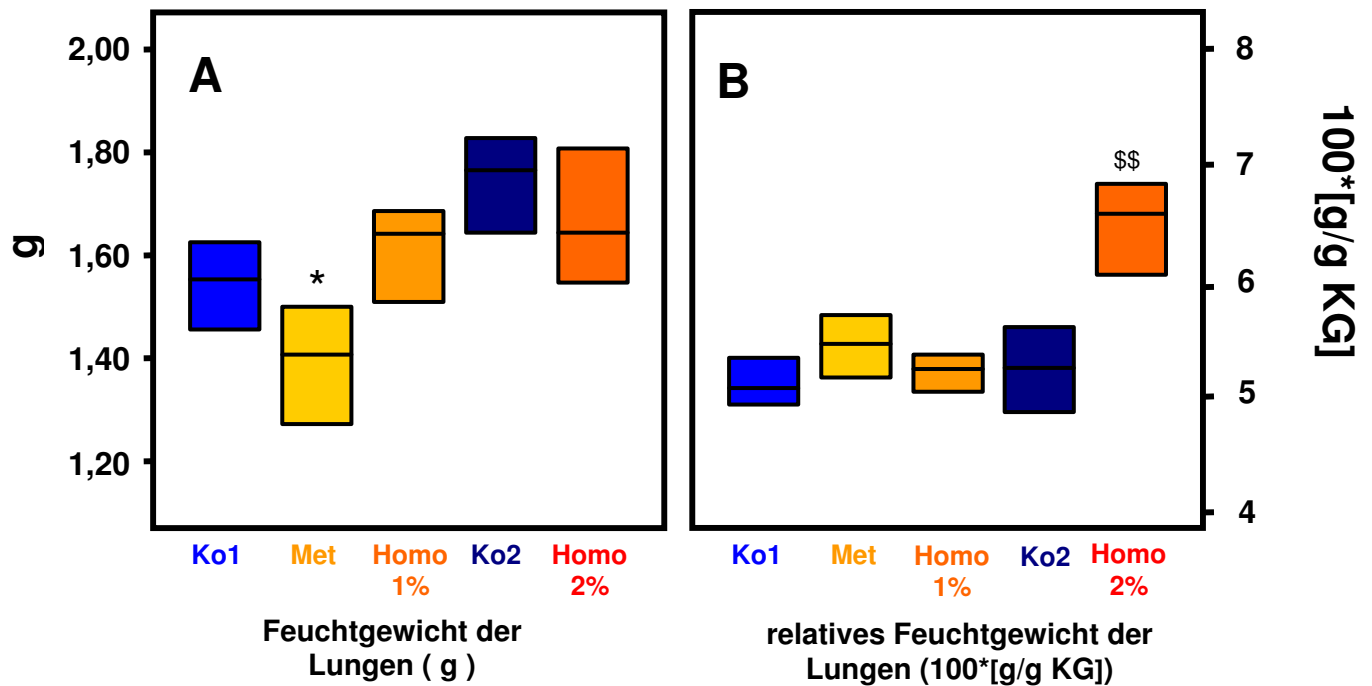 A
2,00
1,80
1,60
1,40
1,20
g
*
Ko1 Met Homo 1% Ko2 Homo 2%
Feuchtgewicht der
Lungen ( g )
B
$$
8
7
6
5
4
100*[g/g KG]
Ko1 Met Homo 1% Ko2 Homo 2%
relatives Feuchtgewicht der
Lungen (100*[g/g KG])